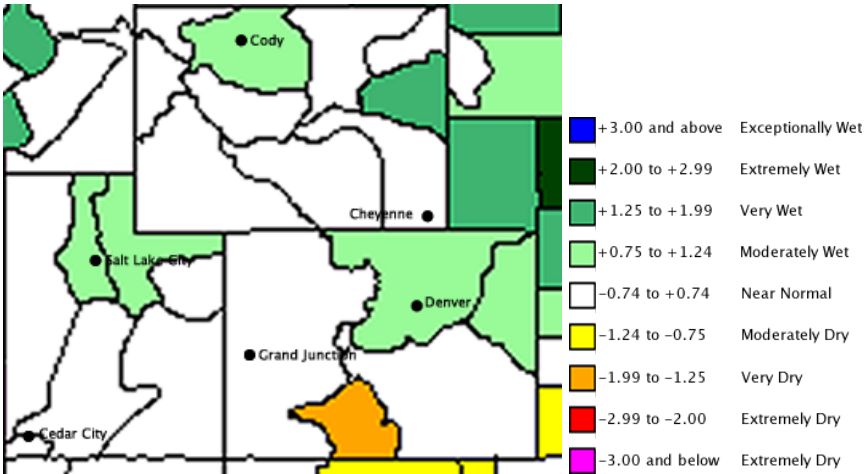 Cody
Cheyenne
Salt Lake City
Denver
Grand Junction
Cedar City
+3.00 and above Exceptionally Wet
+2.00 to +2.99 Extremely Wet
+1.25 to +1.99 Very Wet
+0.75 to +1.24 Moderately Wet
-0.74 to +0.74 Near Normal
-1.24 to -0.75 Moderately Dry
-1.99 to -1.25 Very Dry
-2.99 to -2.00 Extremely Dry
-3.00 and below Extremely Dry